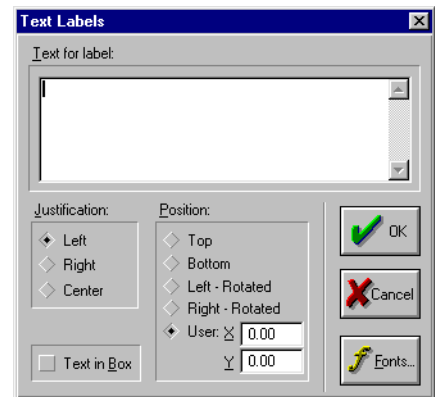 Text Labels
Text for label:
Justification:
Left
Right
Center
Text in Box
Position:
Top
Bottom
Left - Rotated
Right - Rotated
User: X 0.00
Y 0.00
OK
Cancel
Fonts...